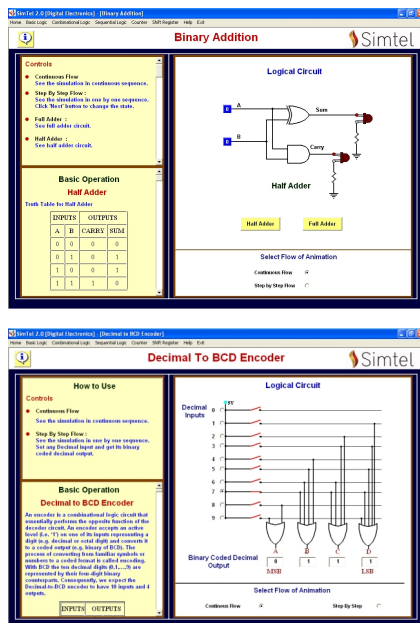 SimTel 2.0 [Digital Electronics] - [Binary Addition]
Home Basic Logic Combinational Logic Sequential Logic Counter Shift Register Help Exit
Binary Addition
Simtel
Controls
Continuous Flow
See the simulation in continuous sequence.
Step By Step Flow :
See the simulation in one by one sequence.
Click 'Next' button to change the state.
Full Adder :
See full adder circuit.
Half Adder :
See half adder circuit.
Basic Operation
Half Adder
Truth Table for Half Adder
INPUTS OUTPUTS
A B CARRY SUM
0 0 0 0
0 1 0 1
1 0 0 1
1 1 1 0
Logical Circuit
0 A Sum
0 B Carry
Half Adder
Half Adder Full Adder
Select Flow of Animation
Continuous Flow
Step by Step Flow
SimTel 2.0 [Digital Electronics] - [Decimal to BCD Encoder]
Home Basic Logic Combinational Logic Sequential Logic Counter Shift Register Help Exit
Decimal To BCD Encoder
Simtel
How to Use
Controls
Continuous Flow
See the simulation in continuous sequence.
Step By Step Flow :
See the simulation in one by one sequence.
Set any Decimal input and get its binary
coded decimal output.
Basic Operation
Decimal to BCD Encoder
An encoder is a combinational logic circuit that
essentially performs the opposite function of the
decoder circuit. An encoder accepts an active
level (i.e. '1') on one of its inputs representing a
digit (e.g. decimal or octal digit) and converts it
to a coded output (e.g. binary of BCD). The
process of converting from familiar symbols or
numbers to a coded format is called encoding.
With BCD the ten decimal digits (0,1,...,9) are
represented by their four-digit binary
counterparts. Consequently, we expect the
Decimal-to-BCD encoder to have 10 inputs and 4
outputs.
INPUTS OUTPUTS
Logical Circuit
5V
Decimal
Inputs
0
1
2
3
4
5
6
7
8
9
A B C D
Binary Coded Decimal
Output
0 1 1 1
MSB LSB
Select Flow of Animation
Continuous Flow Step By Step